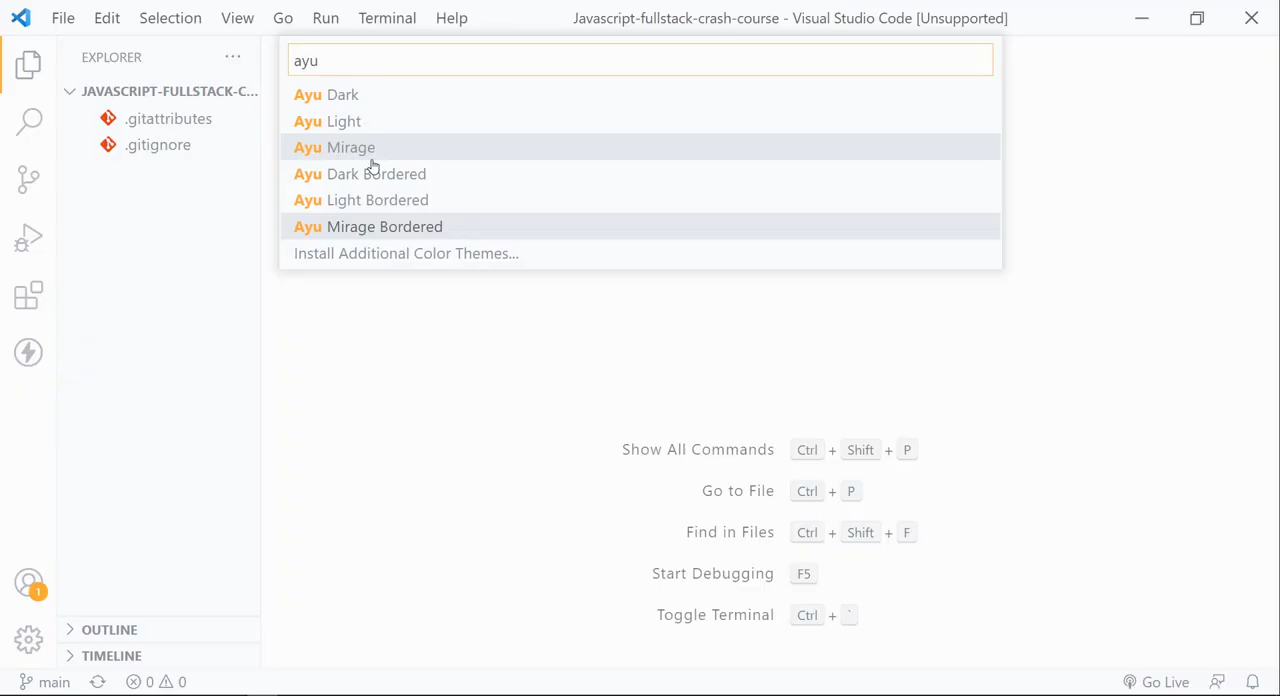 File Edit Selection View Go Run Terminal Help Javascript-fullstack-crash-course - Visual Studio Code [Unsupported]
EXPLORER ...
JAVASCRIPT-FULLSTACK-C...
.gitattributes
.gitignore
ayu
Ayu Dark
Ayu Light
Ayu Mirage
Ayu Dark Bordered
Ayu Light Bordered
Ayu Mirage Bordered
Install Additional Color Themes...
Show All Commands Ctrl + Shift + P
Go to File Ctrl + P
Find in Files Ctrl + Shift + F
Start Debugging F5
Toggle Terminal Ctrl + `
1
OUTLINE
TIMELINE
main 0 0 Go Live